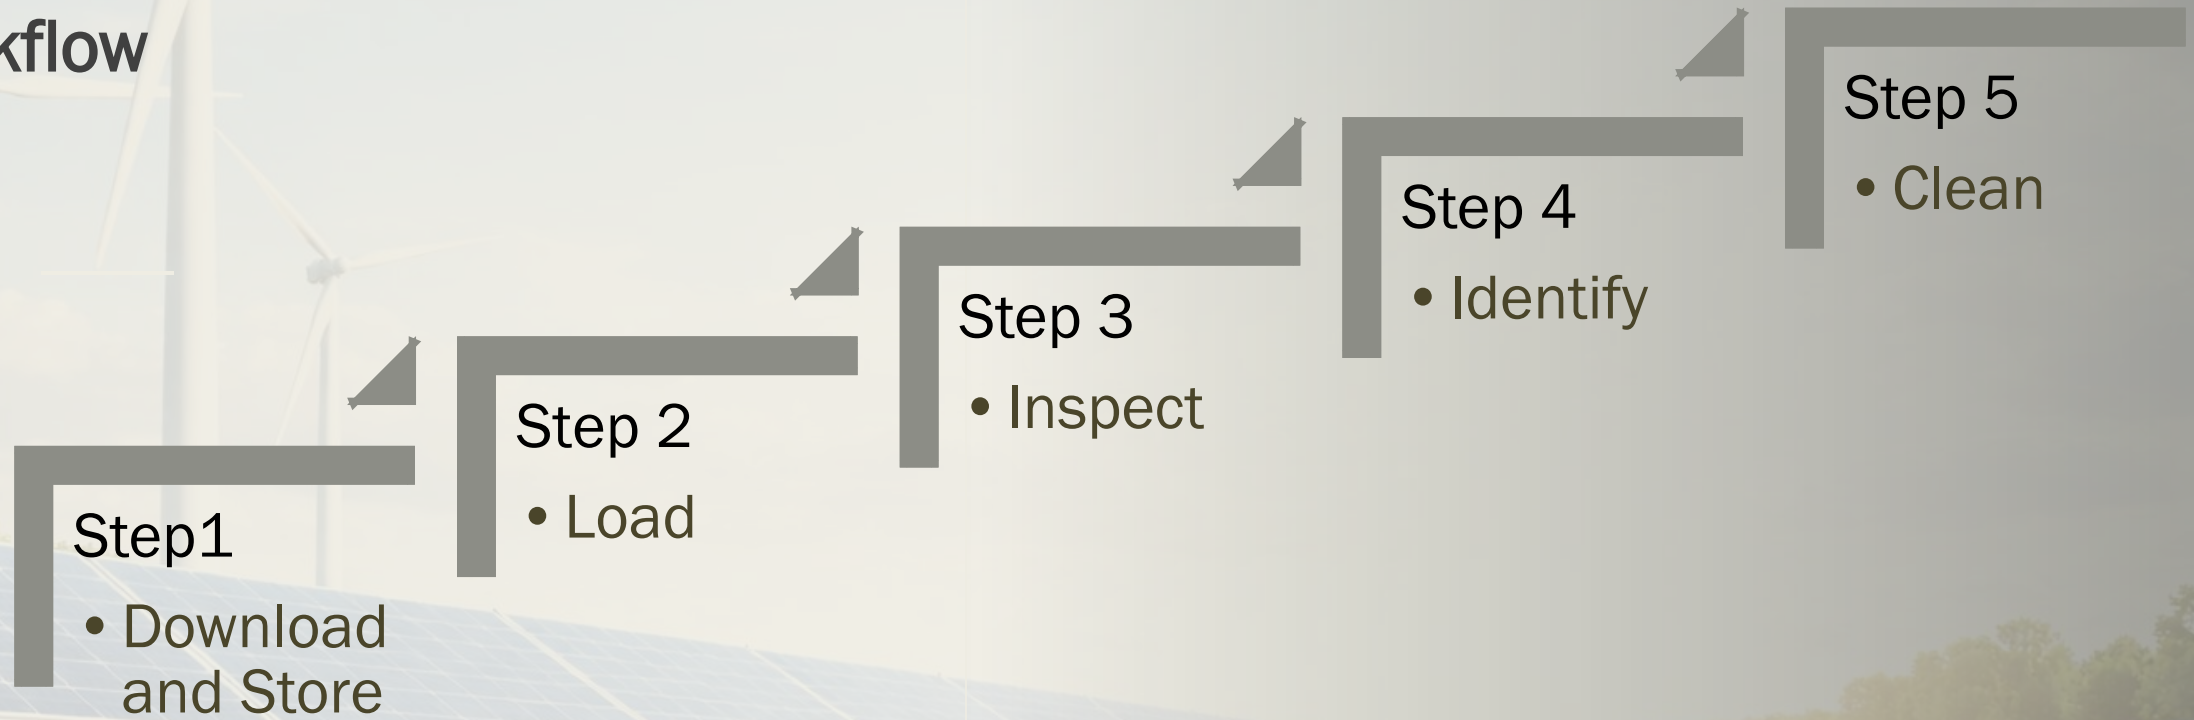 kflow
Step1
• Download
and Store
Step 2
• Load
Step 3
• Inspect
Step 4
• Identify
Step 5
• Clean